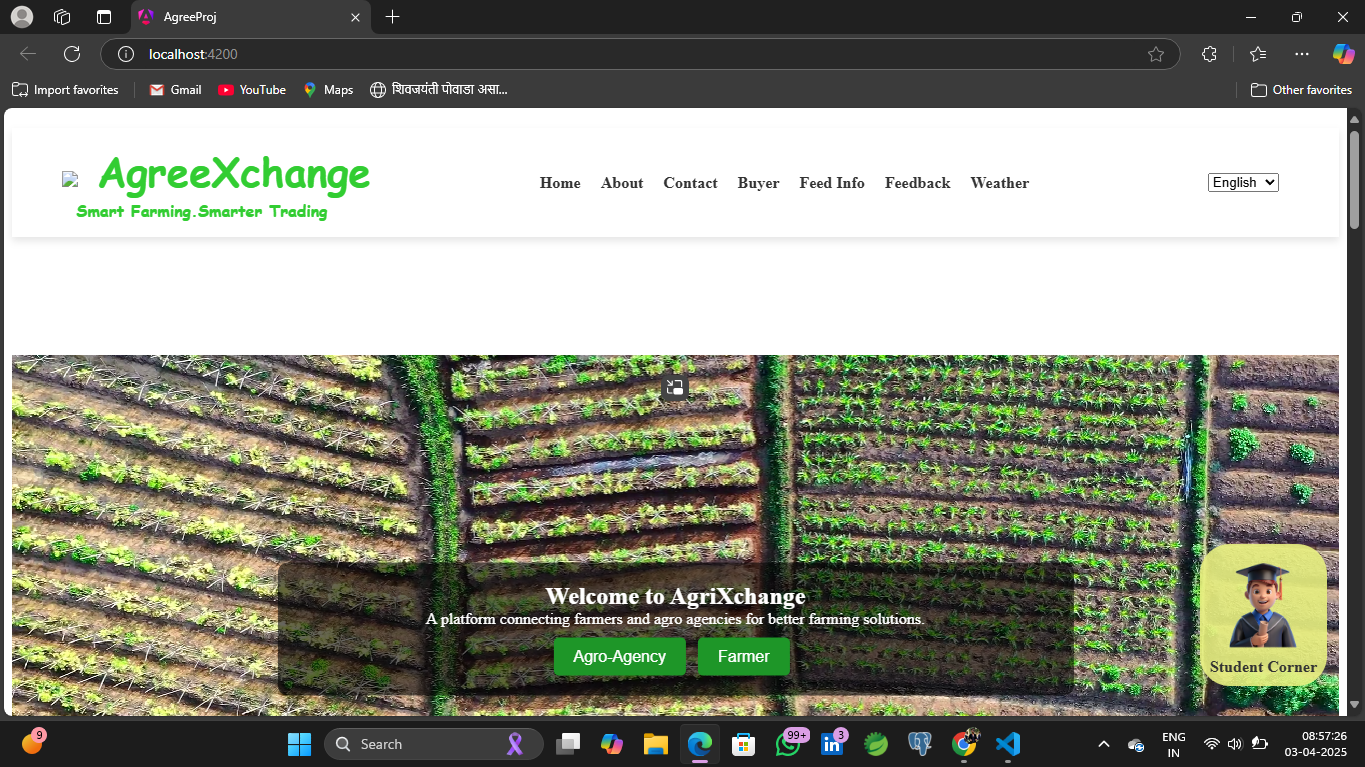 AgreeProj
localhost:4200
Import favorites
Gmail
YouTube
Maps
शिवजयंती पोवाडा असा...
Other favorites
AgreeXchange
Smart Farming.Smarter Trading
Home About Contact Buyer Feed Info Feedback Weather
English
Welcome to AgriXchange
A platform connecting farmers and agro agencies for better farming solutions.
Agro-Agency Farmer
Student Corner
9
Search
99+
3
ENG
IN
08:57:26
03-04-2025